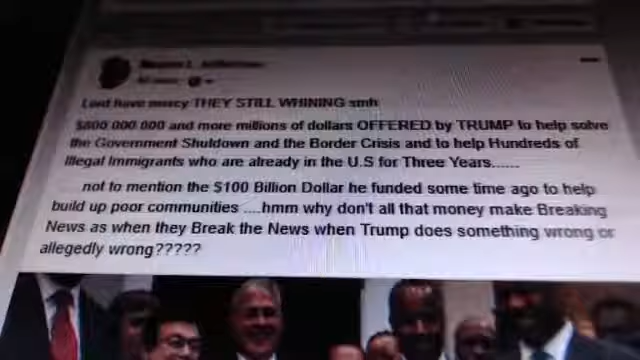 Lord have mercy THEY STILL WHINING smh
$800.000.000 and more millions of dollars OFFERED by TRUMP to help solve
the Government Shuldown and the Border Crisis and to help Hundreds of
Illegal Immigrants who are already in the U.S for Three Years......
not to mention the $100 Billion Dollar he funded some time ago to help
build up poor communities ....hmm why don't all that money make Breaking
News as when they Break the News when Trump does something wrong or
allegedly wrong?????